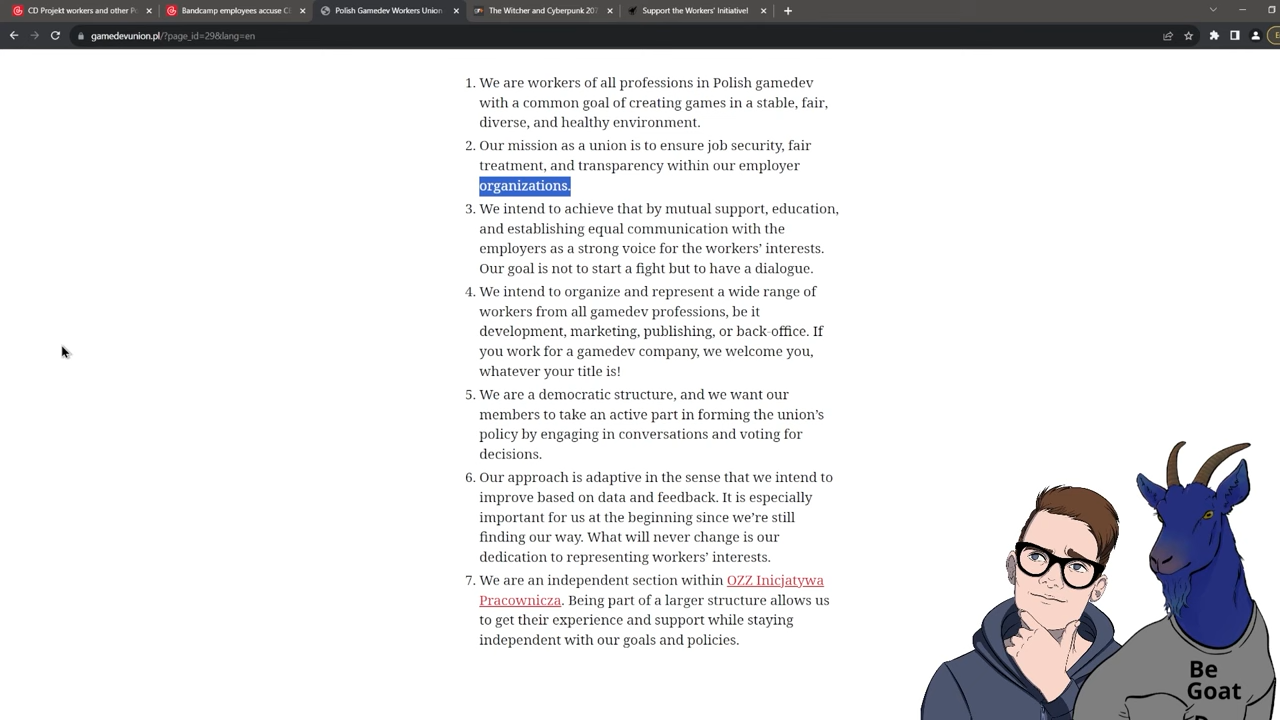 CD Projekt workers and other Po
Bandcamp employees accuse C
Polish Gamedev Workers Union
The Witcher and Cyberpunk 207
Support the Workers' Initiative!
gamedevunion.pl/?page_id=29&lang=en
1. We are workers of all professions in Polish gamedev
with a common goal of creating games in a stable, fair,
diverse, and healthy environment.
2. Our mission as a union is to ensure job security, fair
treatment, and transparency within our employer
organizations.
3. We intend to achieve that by mutual support, education,
and establishing equal communication with the
employers as a strong voice for the workers’ interests.
Our goal is not to start a fight but to have a dialogue.
4. We intend to organize and represent a wide range of
workers from all gamedev professions, be it
development, marketing, publishing, or back-office. If
you work for a gamedev company, we welcome you,
whatever your title is!
5. We are a democratic structure, and we want our
members to take an active part in forming the union’s
policy by engaging in conversations and voting for
decisions.
6. Our approach is adaptive in the sense that we intend to
improve based on data and feedback. It is especially
important for us at the beginning since we’re still
finding our way. What will never change is our
dedication to representing workers’ interests.
7. We are an independent section within OZZ Inicjatywa
Pracownicza. Being part of a larger structure allows us
to get their experience and support while staying
independent with our goals and policies.
Be
Goat